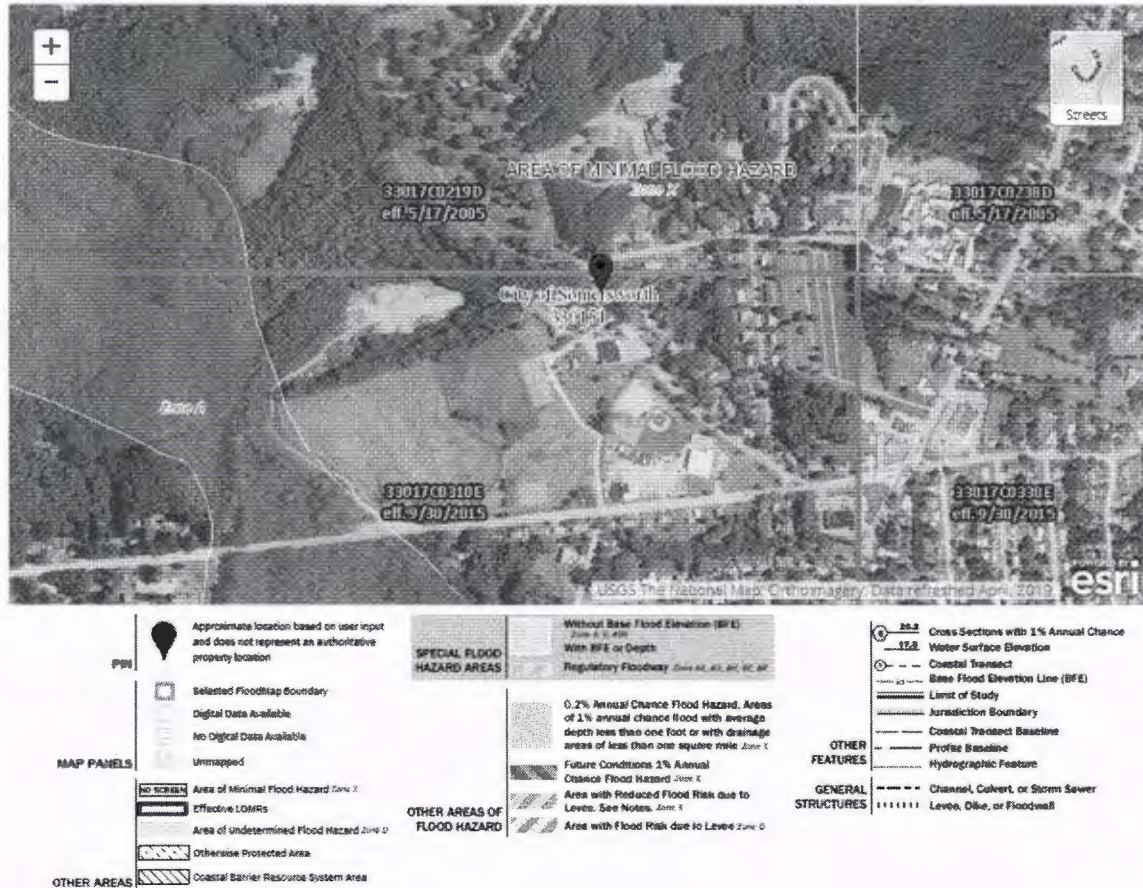 +
−
Streets
AREA OF MINIMAL FLOOD HAZARD
Zone X
33017C0219D
eff.5/17/2005
33017C0238D
eff.5/17/2005
City of Somersworth
330151
Zone A
33017C0310E
eff.9/30/2015
33017C0330E
eff.9/30/2015
POWERED BY
esri
USGS The National Map: Orthoimagery. Data refreshed April, 2019.
PIN
Approximate location based on user input
and does not represent an authoritative
property location
MAP PANELS
Selected FloodMap Boundary
Digital Data Available
No Digital Data Available
Unmapped
OTHER AREAS
NO SCREEN Area of Minimal Flood Hazard Zone X
Effective LOMRs
Area of Undetermined Flood Hazard Zone D
Otherwise Protected Area
Coastal Barrier Resource System Area
SPECIAL FLOOD
HAZARD AREAS
Without Base Flood Elevation (BFE)
With BFE or Depth
Regulatory Floodway
OTHER AREAS OF
FLOOD HAZARD
0.2% Annual Chance Flood Hazard, Areas
of 1% annual chance flood with average
depth less than one foot or with drainage
areas of less than one square mile Zone X
Future Conditions 1% Annual
Chance Flood Hazard Zone X
Area with Reduced Flood Risk due to
Levee. See Notes. Zone X
Area with Flood Risk due to Levee Zone D
OTHER
FEATURES
20.2 Cross Sections with 1% Annual Chance
17.5 Water Surface Elevation
Coastal Transect
Base Flood Elevation Line (BFE)
Limit of Study
Jurisdiction Boundary
Coastal Transect Baseline
Profile Baseline
Hydrographic Feature
GENERAL
STRUCTURES
Channel, Culvert, or Storm Sewer
Levee, Dike, or Floodwall